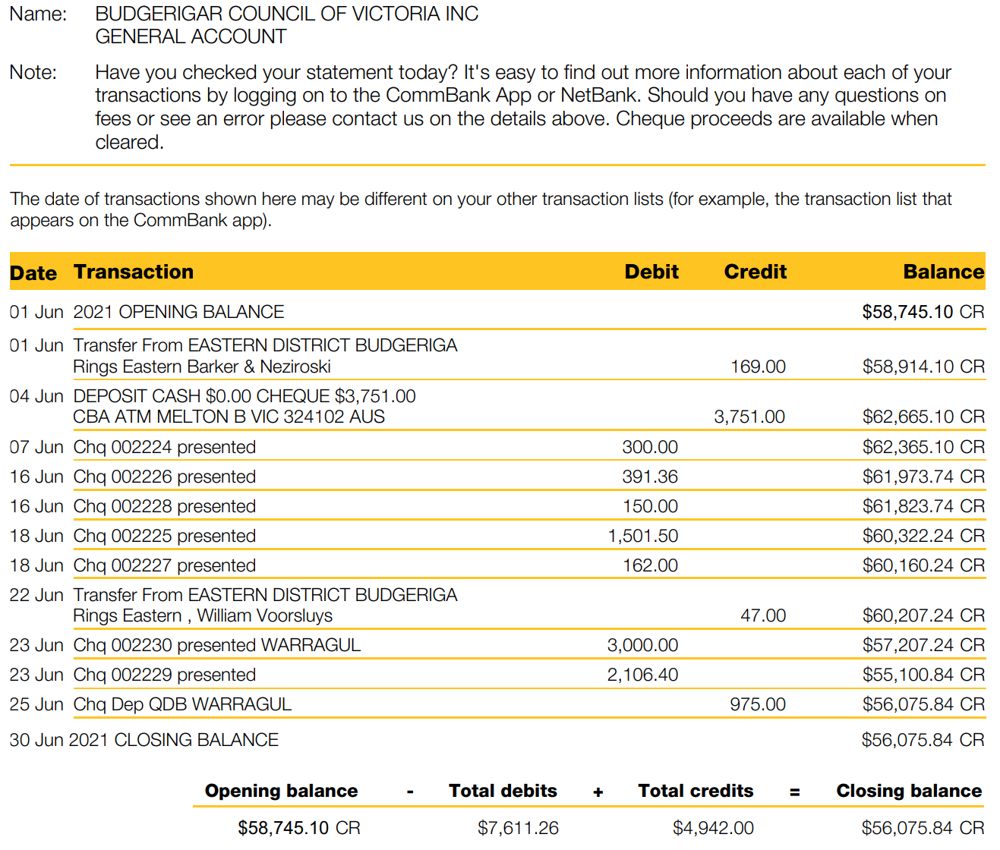 Name: BUDGERIGAR COUNCIL OF VICTORIA INC
GENERAL ACCOUNT
Note: Have you checked your statement today? It's easy to find out more information about each of your
transactions by logging on to the CommBank App or NetBank. Should you have any questions on
fees or see an error please contact us on the details above. Cheque proceeds are available when
cleared.
The date of transactions shown here may be different on your other transaction lists (for example, the transaction list that
appears on the CommBank app).
Date Transaction Debit Credit Balance
01 Jun 2021 OPENING BALANCE $58,745.10 CR
01 Jun Transfer From EASTERN DISTRICT BUDGERIGA
Rings Eastern Barker & Neziroski 169.00 $58,914.10 CR
04 Jun DEPOSIT CASH $0.00 CHEQUE $3,751.00
CBA ATM MELTON B VIC 324102 AUS 3,751.00 $62,665.10 CR
07 Jun Chq 002224 presented 300.00 $62,365.10 CR
16 Jun Chq 002226 presented 391.36 $61,973.74 CR
16 Jun Chq 002228 presented 150.00 $61,823.74 CR
18 Jun Chq 002225 presented 1,501.50 $60,322.24 CR
18 Jun Chq 002227 presented 162.00 $60,160.24 CR
22 Jun Transfer From EASTERN DISTRICT BUDGERIGA
Rings Eastern , William Voorsluys 47.00 $60,207.24 CR
23 Jun Chq 002230 presented WARRAGUL 3,000.00 $57,207.24 CR
23 Jun Chq 002229 presented 2,106.40 $55,100.84 CR
25 Jun Chq Dep QDB WARRAGUL 975.00 $56,075.84 CR
30 Jun 2021 CLOSING BALANCE $56,075.84 CR
Opening balance - Total debits + Total credits = Closing balance
$58,745.10 CR $7,611.26 $4,942.00 $56,075.84 CR